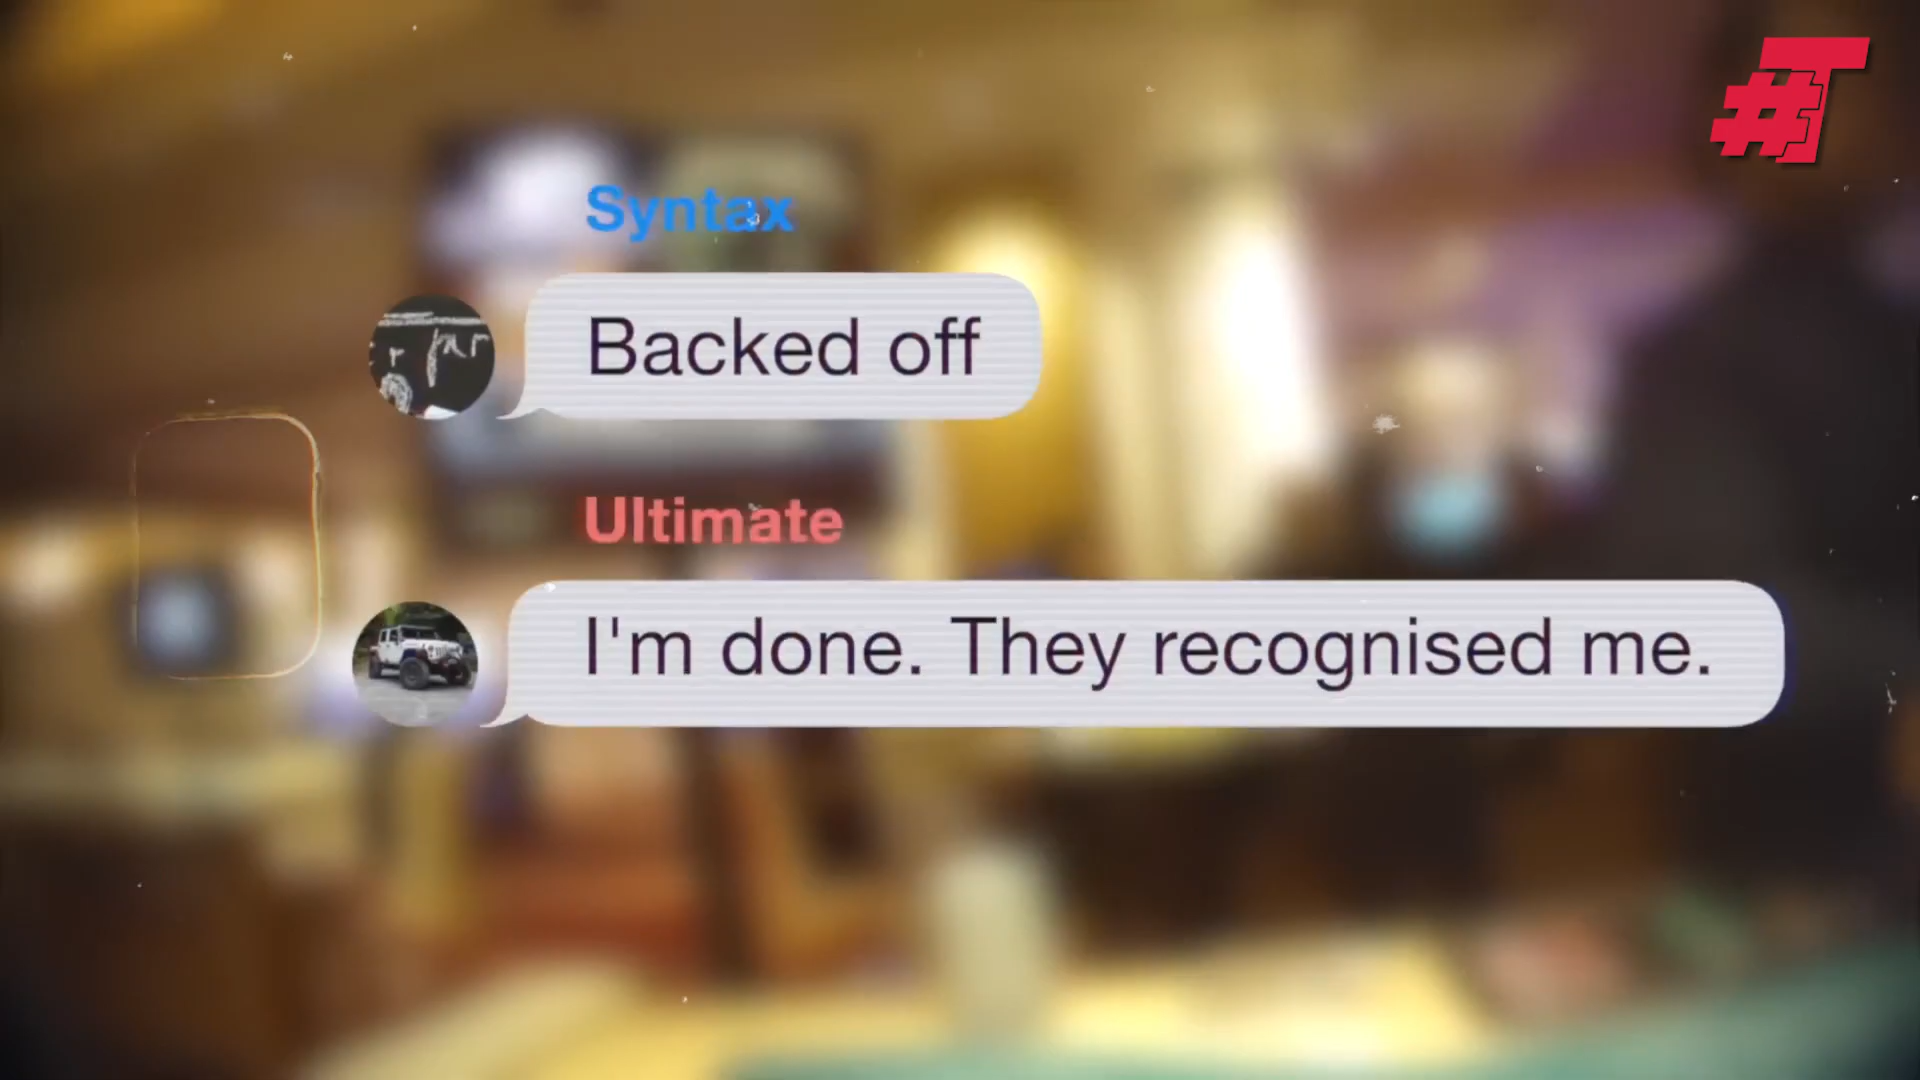 #T
Syntax
Backed off
Ultimate
I'm done. They recognised me.